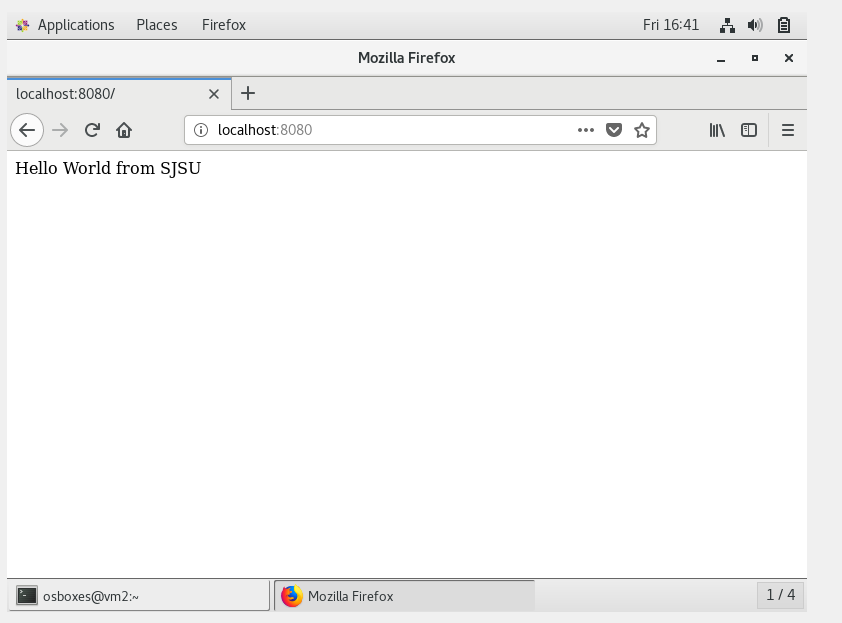 Applications Places Firefox Fri 16:41
Mozilla Firefox
localhost:8080/
localhost:8080
Hello World from SJSU
osboxes@vm2:~ Mozilla Firefox 1 / 4